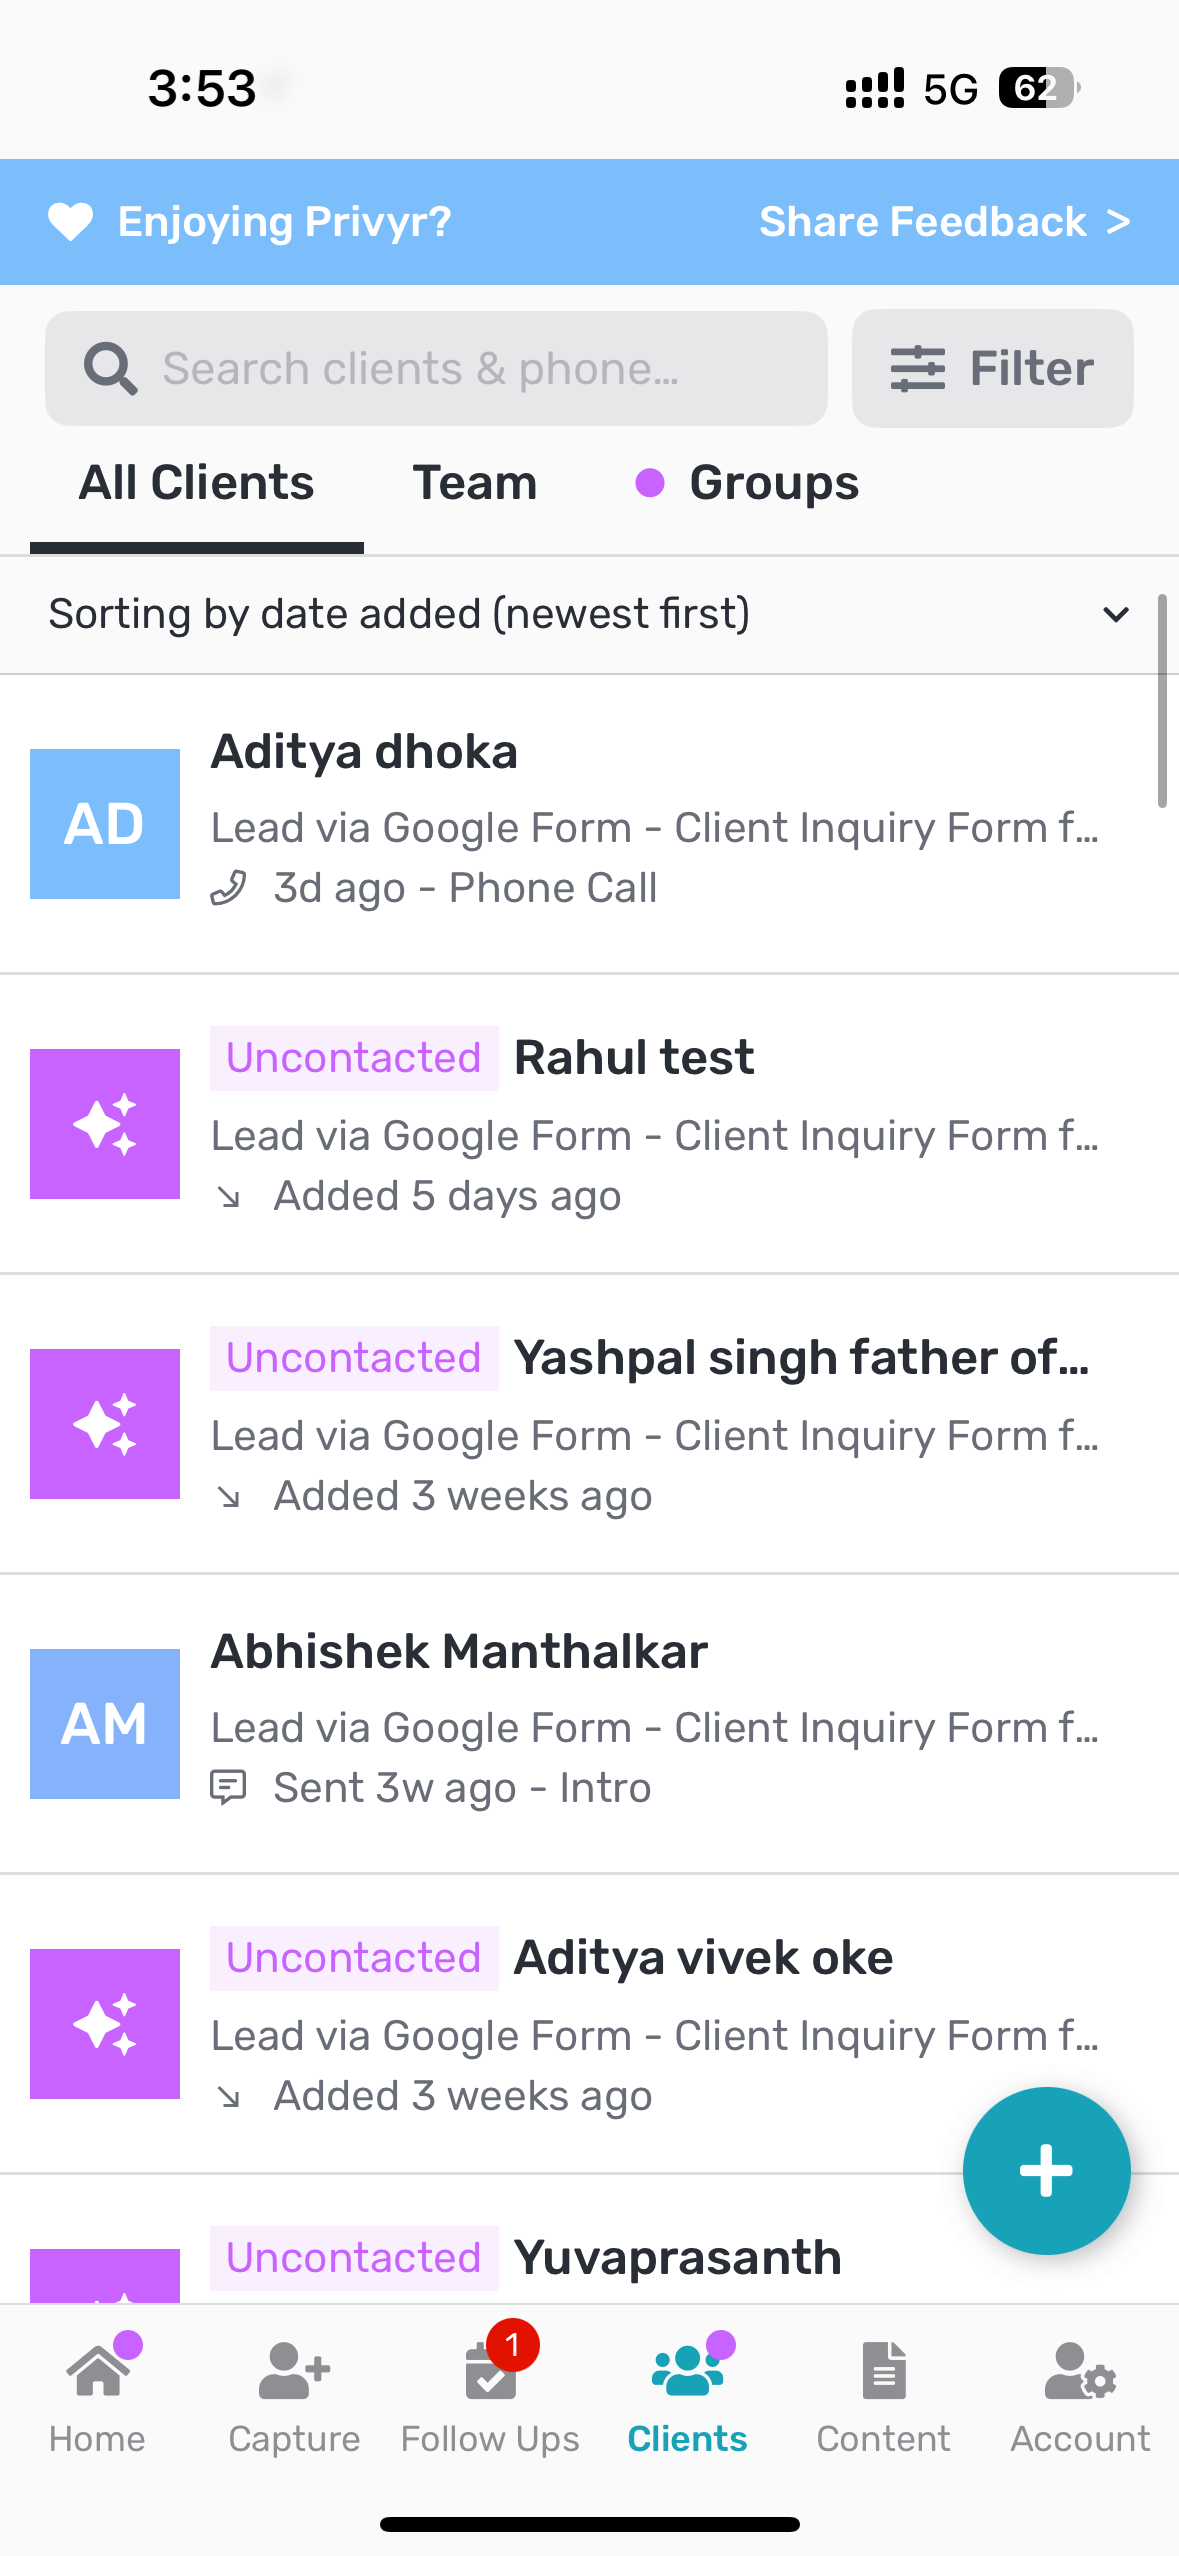 3:53
5G
62
Enjoying Privyr?
Share Feedback >
Search clients & phone...
Filter
All Clients
Team
Groups
Sorting by date added (newest first)
AD
Aditya dhoka
Lead via Google Form - Client Inquiry Form f...
3d ago - Phone Call
Uncontacted Rahul test
Lead via Google Form - Client Inquiry Form f...
Added 5 days ago
Uncontacted Yashpal singh father of...
Lead via Google Form - Client Inquiry Form f...
Added 3 weeks ago
AM
Abhishek Manthalkar
Lead via Google Form - Client Inquiry Form f...
Sent 3w ago - Intro
Uncontacted Aditya vivek oke
Lead via Google Form - Client Inquiry Form f...
Added 3 weeks ago
Uncontacted Yuvaprasanth
1
Home
Capture
Follow Ups
Clients
Content
Account